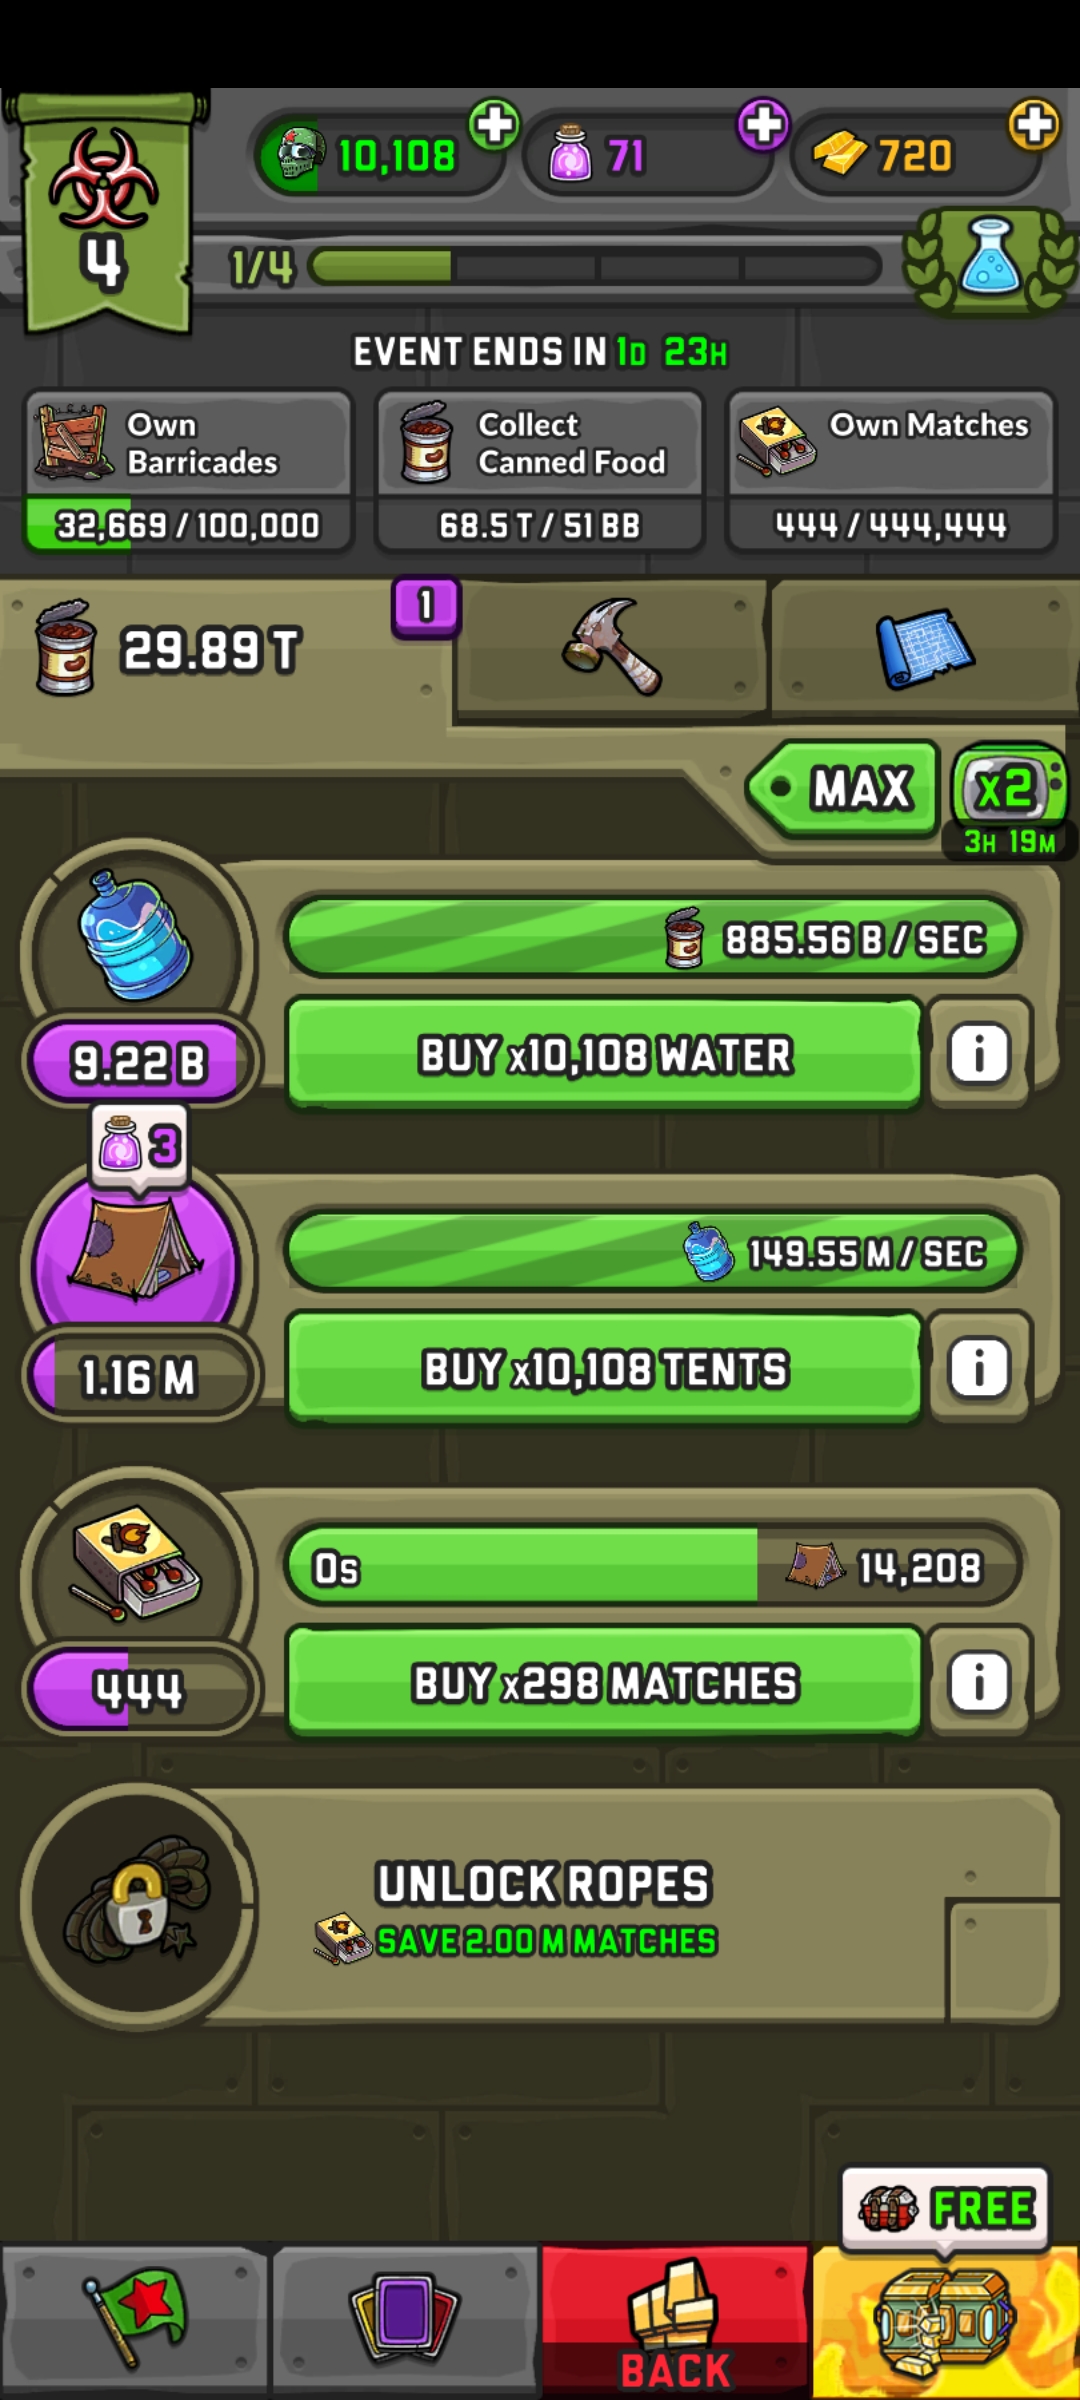 10,108
71
720
4
1/4
EVENT ENDS IN 1D 23H
Own
Barricades
32,669 / 100,000
Collect
Canned Food
68.5 T / 51 BB
Own Matches
444 / 444,444
29.89 T
1
MAX
x2
3H 19M
885.56 B / SEC
9.22 B
BUY x10,108 WATER
3
149.55 M / SEC
1.16 M
BUY x10,108 TENTS
0s
14,208
444
BUY x298 MATCHES
UNLOCK ROPES
SAVE 2.00 M MATCHES
FREE
BACK